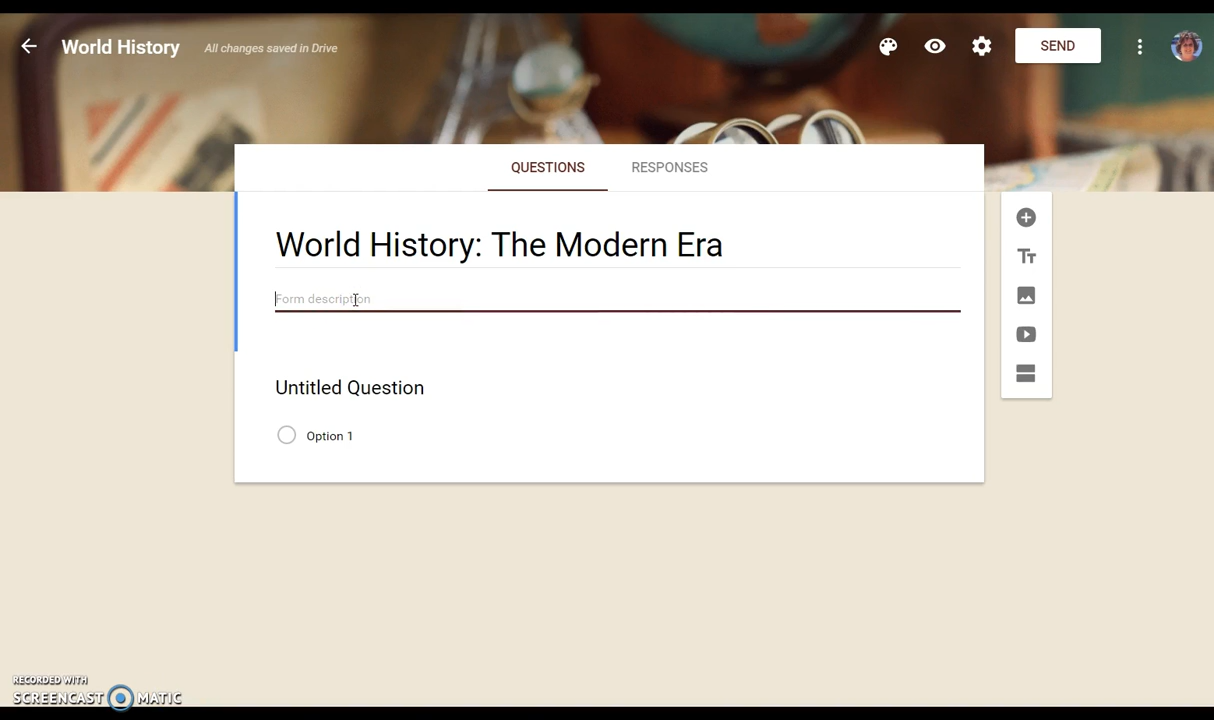 World History All changes saved in Drive SEND
QUESTIONS RESPONSES
World History: The Modern Era
Form description
Untitled Question
Option 1
RECORDED WITH
SCREENCAST MATIC